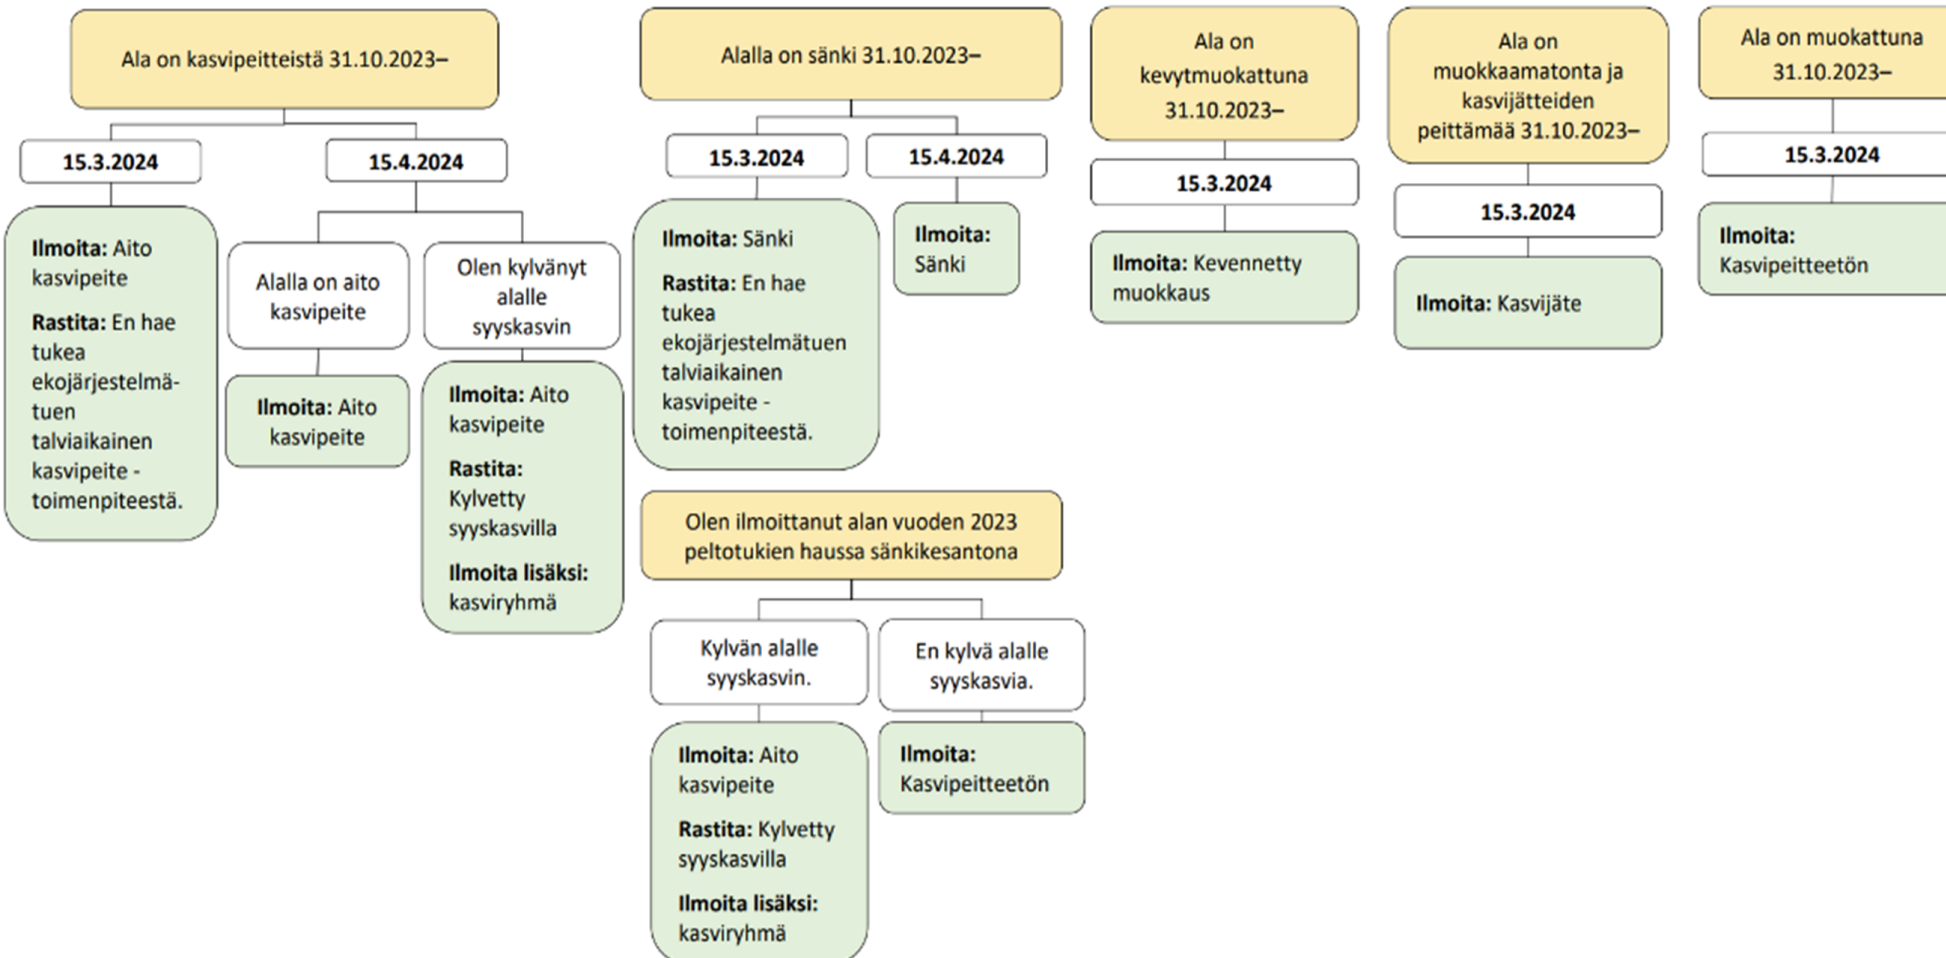 Ala on kasvipeitteistä 31.10.2023–
15.3.2024
Ilmoita: Aito
kasvipeite
Rastita: En hae
tukea
ekojärjestelmä-
tuen
talviaikainen
kasvipeite -
toimenpiteestä.
15.4.2024
Alalla on aito
kasvipeite
Ilmoita: Aito
kasvipeite
Olen kylvänyt
alalle
syyskasvin
Ilmoita: Aito
kasvipeite
Rastita:
Kylvetty
syyskasvilla
Ilmoita lisäksi:
kasviryhmä
Alalla on sänki 31.10.2023–
15.3.2024
Ilmoita: Sänki
Rastita: En hae
tukea
ekojärjestelmätuen
talviaikainen
kasvipeite -
toimenpiteestä.
15.4.2024
Ilmoita:
Sänki
Olen ilmoittanut alan vuoden 2023
peltotukien haussa sänkikesantona
Kylvän alalle
syyskasvin.
Ilmoita: Aito
kasvipeite
Rastita: Kylvetty
syyskasvilla
Ilmoita lisäksi:
kasviryhmä
En kylvä alalle
syyskasvia.
Ilmoita:
Kasvipeitteetön
Ala on
kevytmuokattuna
31.10.2023–
15.3.2024
Ilmoita: Kevennetty
muokkaus
Ala on
muokkaamatonta ja
kasvijätteiden
peittämää 31.10.2023–
15.3.2024
Ilmoita: Kasvijäte
Ala on muokattuna
31.10.2023–
15.3.2024
Ilmoita:
Kasvipeitteetön